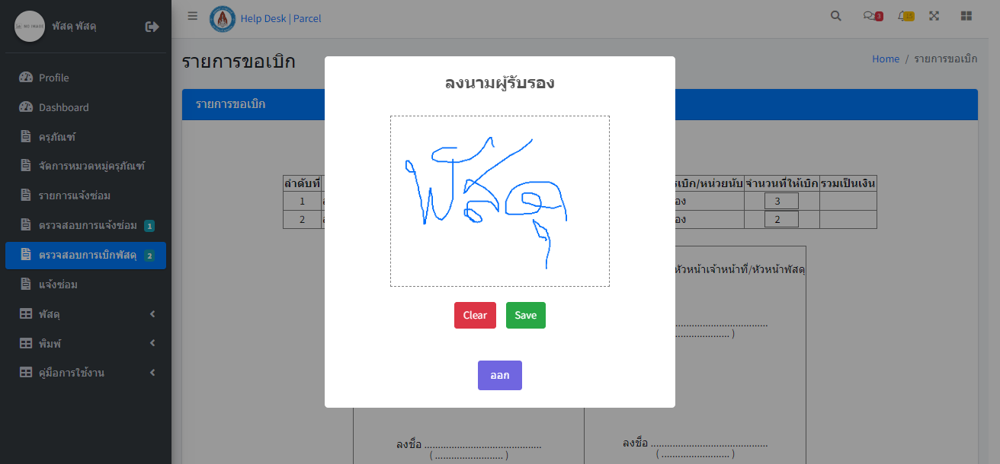 พัสดุ พัสดุ
Help Desk | Parcel
3
15
Profile
Dashboard
ครุภัณฑ์
จัดการหมวดหมู่ครุภัณฑ์
รายการแจ้งซ่อม
ตรวจสอบการแจ้งซ่อม 1
ตรวจสอบการเบิกพัสดุ 2
แจ้งซ่อม
พัสดุ
พิมพ์
คู่มือการใช้งาน
รายการขอเบิก
Home / รายการขอเบิก
รายการขอเบิก
ลำดับที่ เบิก/หน่วยนับ จำนวนที่ให้เบิก รวมเป็นเงิน
1 อง 3
2 อง 2
หัวหน้าเจ้าหน้าที่/หัวหน้าพัสดุ
ลงชื่อ ........................................... ลงชื่อ ...........................................
( ......................... ) ( ......................... )
ลงนามผู้รับรอง
พัสดุ
Clear Save
ออก